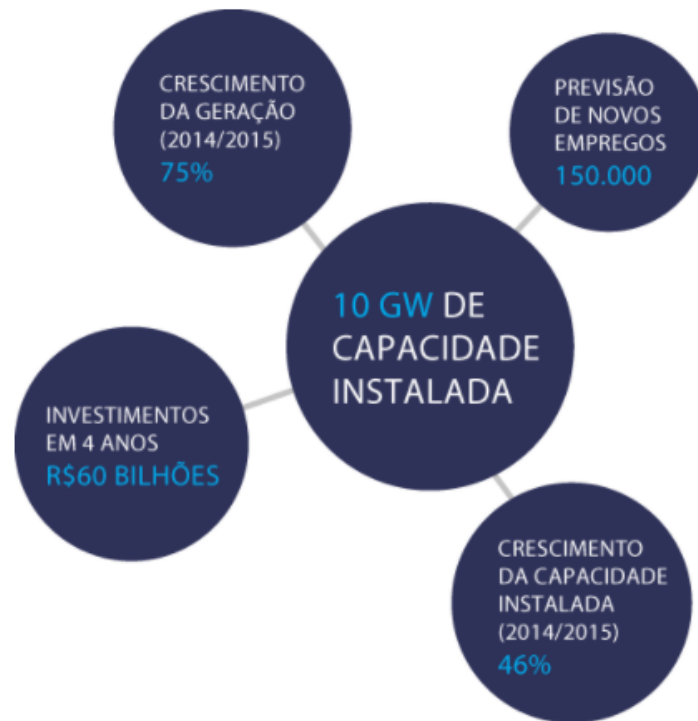 CRESCIMENTO
DA GERAÇÃO
(2014/2015)
75%
PREVISÃO
DE NOVOS
EMPREGOS
150.000
10 GW DE
CAPACIDADE
INSTALADA
INVESTIMENTOS
EM 4 ANOS
R$60 BILHÕES
CRESCIMENTO
DA CAPACIDADE
INSTALADA
(2014/2015)
46%